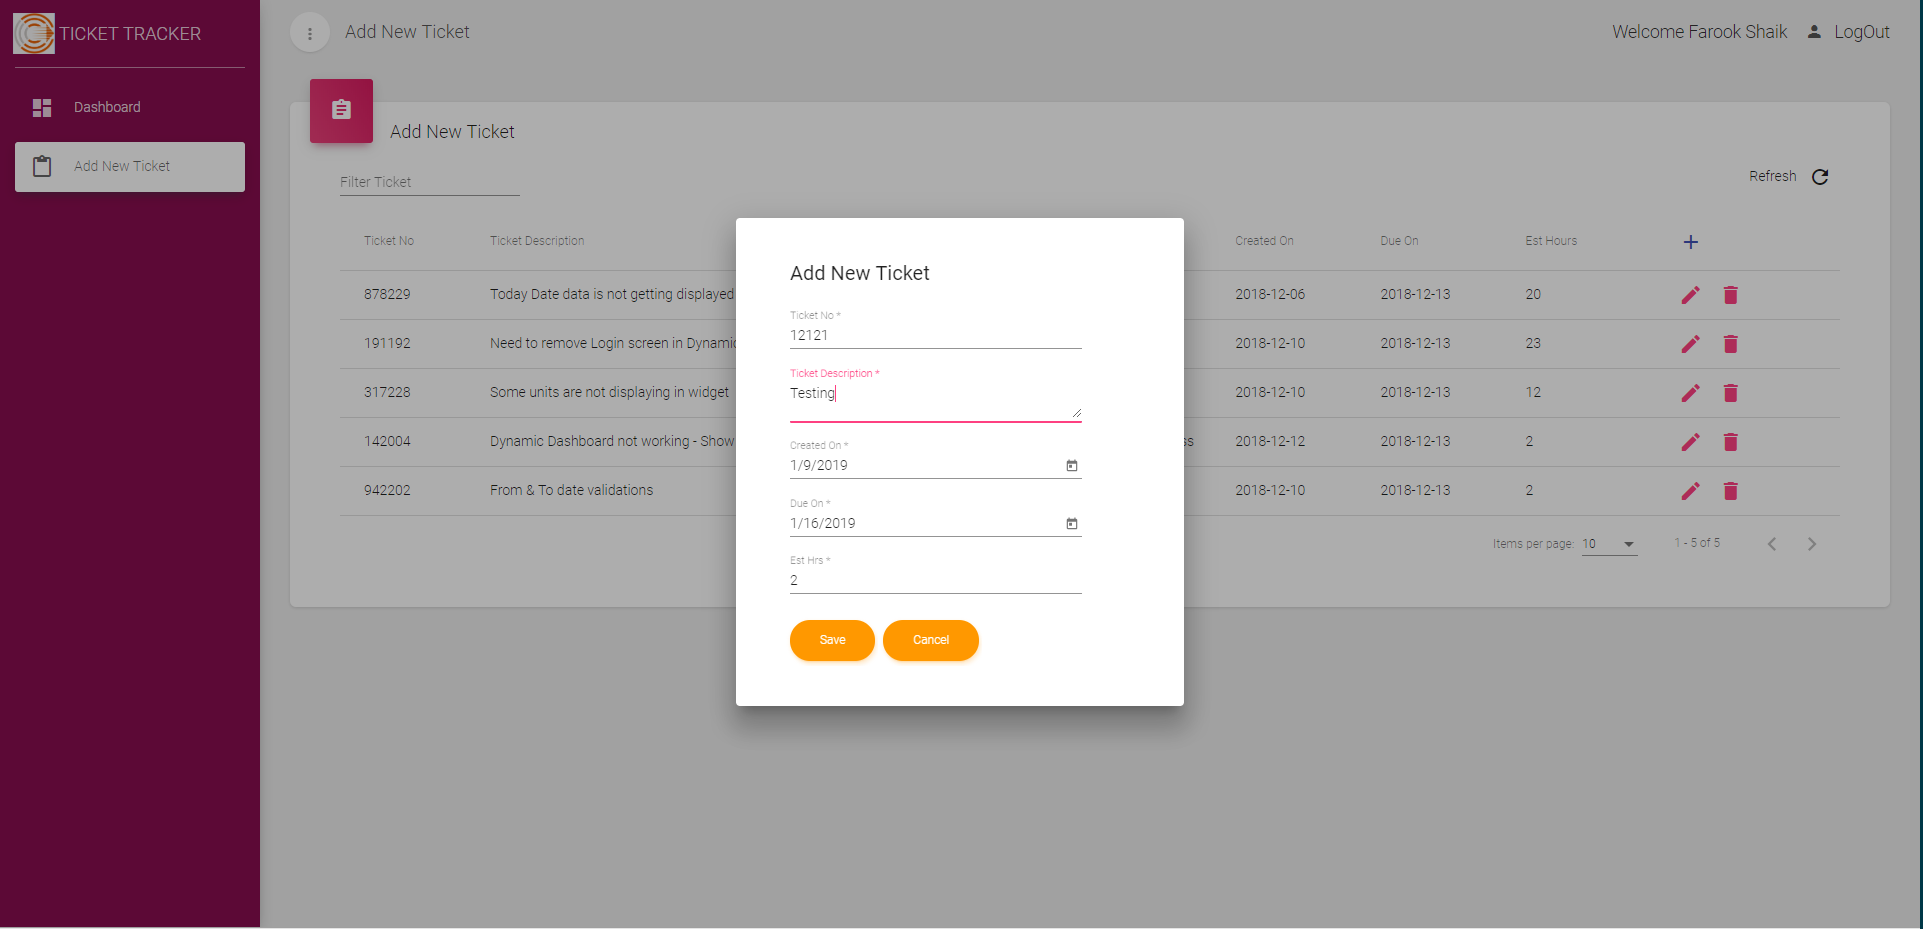 TICKET TRACKER
Dashboard
Add New Ticket
Add New Ticket
Welcome Farook Shaik
LogOut
Add New Ticket
Filter Ticket
Refresh
Ticket No Ticket Description Created On Due On Est Hours
878229 Today Date data is not getting displayed 2018-12-06 2018-12-13 20
191192 Need to remove Login screen in 2018-12-10 2018-12-13 23
317228 Some units are not displaying in widget 2018-12-10 2018-12-13 12
142004 Dynamic Dashboard not working - Show ss 2018-12-12 2018-12-13 2
942202 From & To date validations 2018-12-10 2018-12-13 2
Items per page: 10 1 - 5 of 5
Add New Ticket
Ticket No *
12121
Ticket Description *
Testing
Created On *
1/9/2019
Due On *
1/16/2019
Est Hrs *
2
Save Cancel